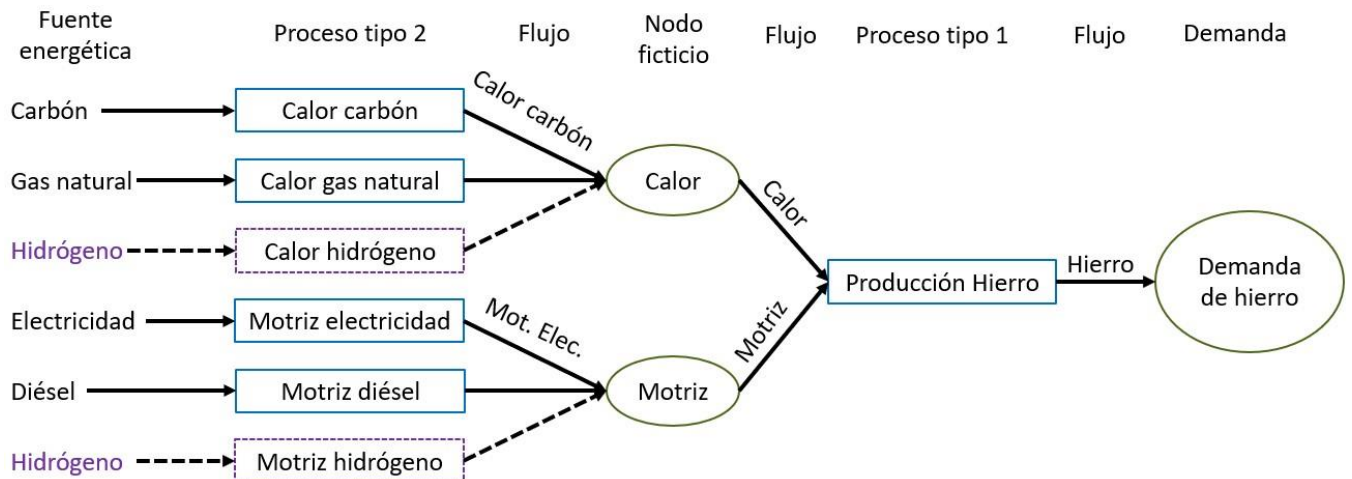 Fuente
energética
Proceso tipo 2
Flujo
Nodo
ficticio
Flujo
Proceso tipo 1
Flujo
Demanda
Carbón
Calor carbón
Calor carbón
Gas natural
Calor gas natural
Calor
Calor
Hidrógeno
Calor hidrógeno
Producción Hierro
Hierro
Demanda
de hierro
Electricidad
Motriz electricidad
Mot. Elec.
Motriz
Diésel
Motriz diésel
Motriz
Hidrógeno
Motriz hidrógeno